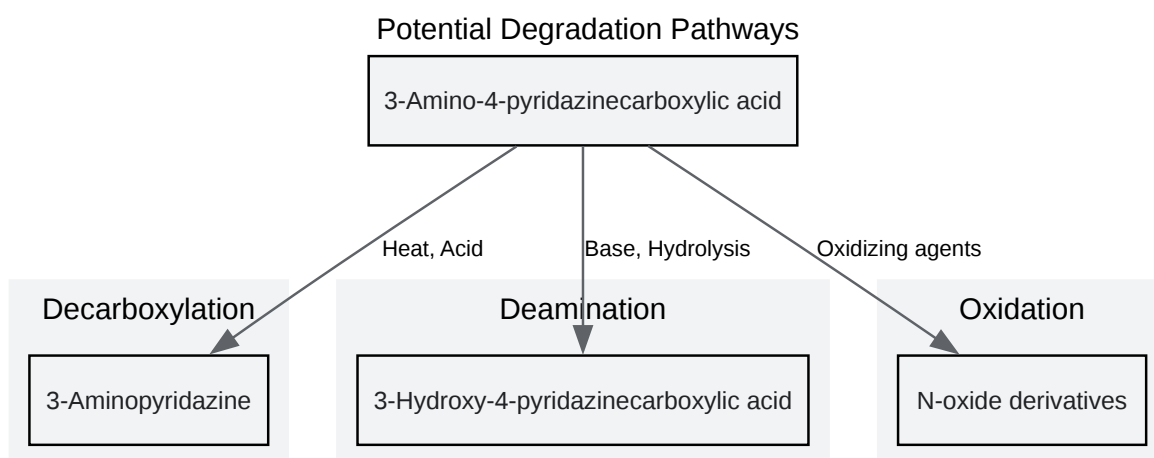 Potential Degradation Pathways
3-Amino-4-pyridazinecarboxylic acid
Heat, Acid
Base, Hydrolysis
Oxidizing agents
Decarboxylation
Deamination
Oxidation
3-Aminopyridazine
3-Hydroxy-4-pyridazinecarboxylic acid
N-oxide derivatives